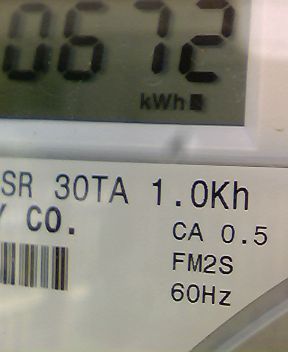 0672
kWh
SR 30TA 1.0Kh
Y CO.
CA 0.5
FM2S
60Hz